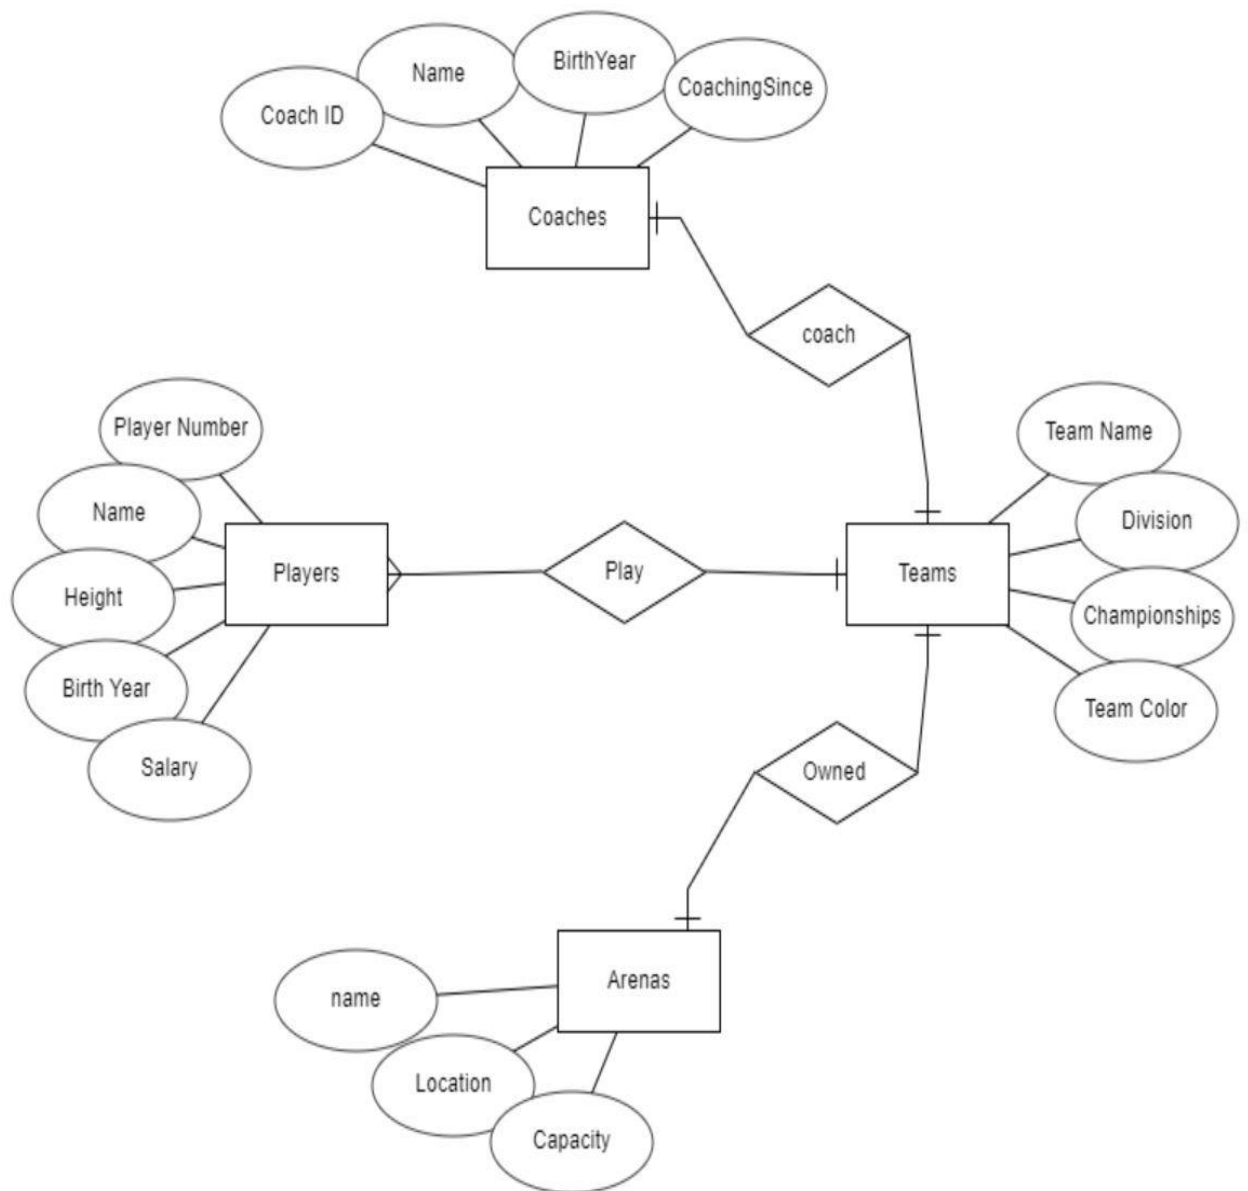 BirthYear
Name
CoachingSince
Coach ID
Coaches
coach
Player Number
Team Name
Name
Division
Players
Play
Teams
Height
Championships
Birth Year
Team Color
Salary
Owned
Arenas
name
Location
Capacity